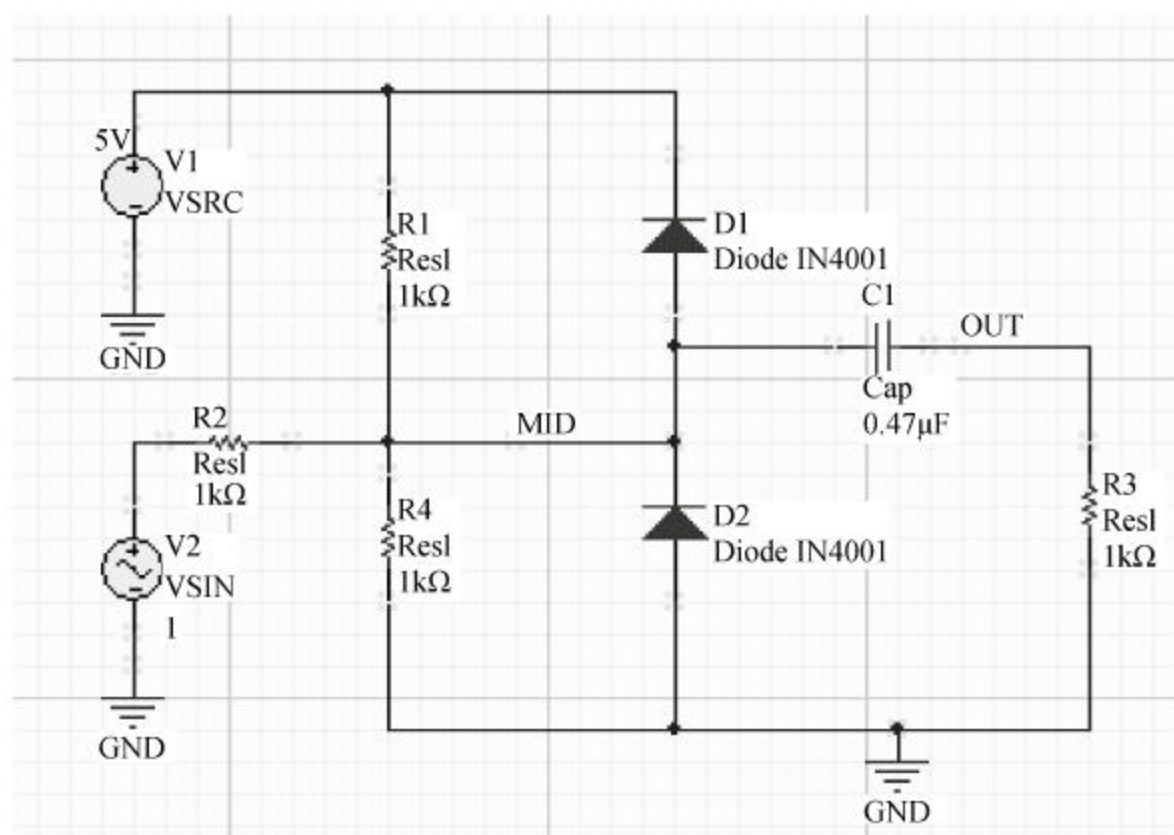 5V
V1
VSRC
GND
R1
Resl
1kΩ
D1
Diode IN4001
C1
OUT
Cap
0.47μF
R2
Resl
1kΩ
MID
V2
VSIN
1
GND
R4
Resl
1kΩ
D2
Diode IN4001
R3
Resl
1kΩ
GND